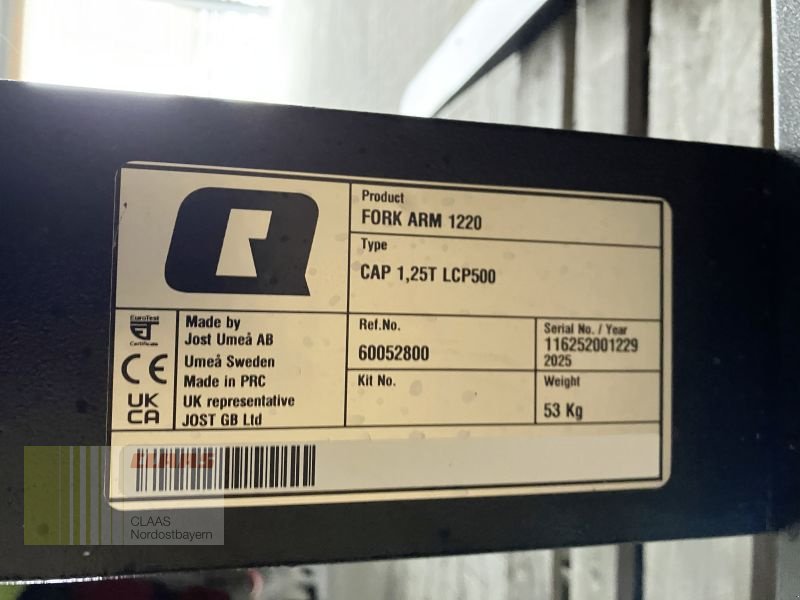 Product
FORK ARM 1220
Type
CAP 1,25T LCP500
EuroTest
Certificate
CE
UK
CA
Made by
Jost Umeå AB
Umeå Sweden
Made in PRC
UK representative
JOST GB Ltd
Ref.No.
60052800
Kit No.
Serial No. / Year
116252001229
2025
Weight
53 Kg
CLAAS
CLAAS
Nordostbayern